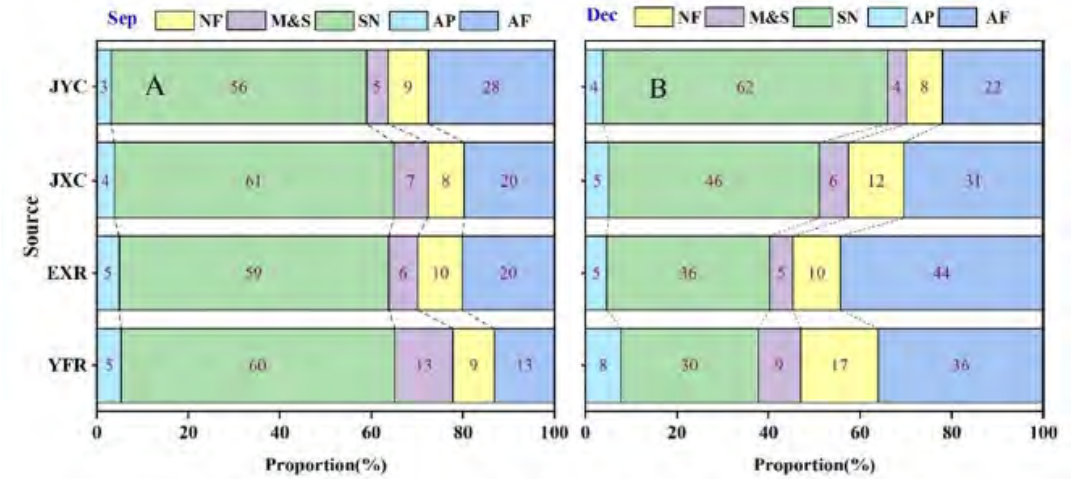 Sep NF M&S SN AP AF
Dec NF M&S SN AP AF
Source
JYC 3 A 56 5 9 28
4 B 62 4 8 22
JXC 4 61 7 8 20
5 46 6 12 31
EXR 5 59 6 10 20
5 36 5 10 44
YFR 5 60 13 9 13
8 30 9 17 36
0 20 40 60 80 100
0 20 40 60 80 100
Proportion(%)
Proportion(%)